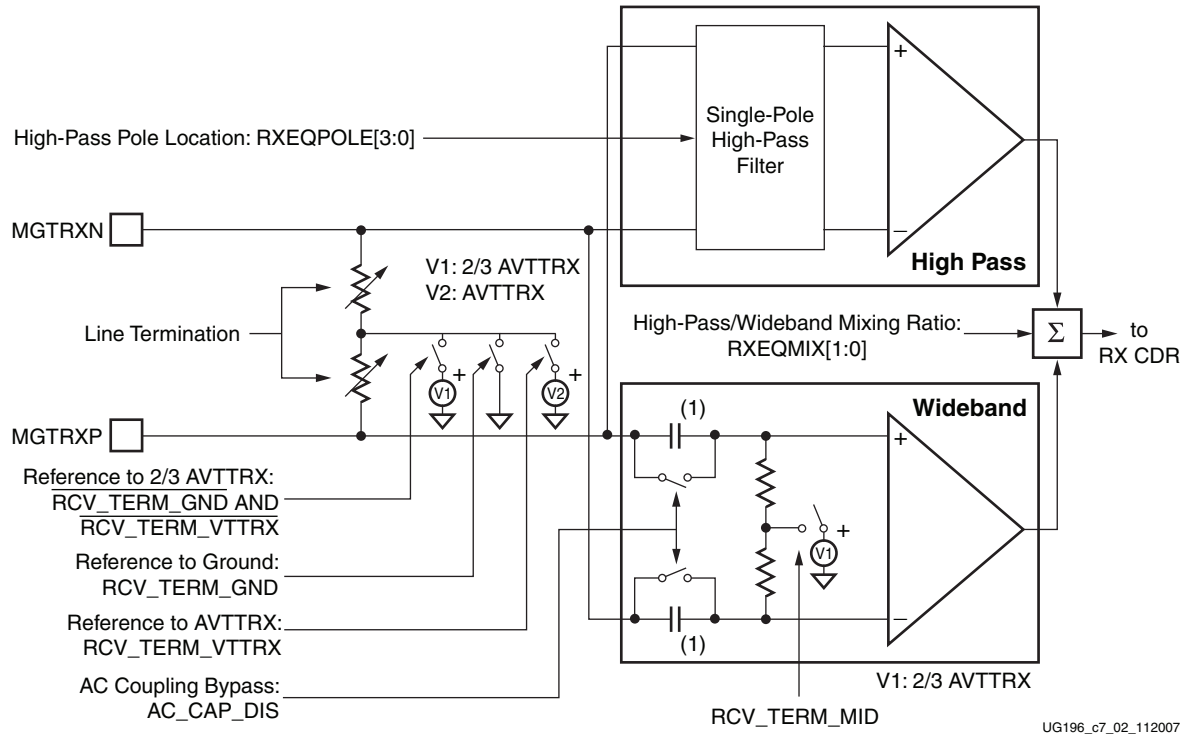 Single-Pole
High-Pass
Filter
+
–
High Pass
High-Pass Pole Location: RXEQPOLE[3:0]
MGTRXN
V1: 2/3 AVTTRX
V2: AVTTRX
Line Termination
V1
+
V2
+
High-Pass/Wideband Mixing Ratio:
RXEQMIX[1:0]
Σ
to
RX CDR
MGTRXP
Wideband
(1)
+
V1
+
–
(1)
V1: 2/3 AVTTRX
Reference to 2/3 AVTTRX:
RCV_TERM_GND AND
RCV_TERM_VTTRX
Reference to Ground:
RCV_TERM_GND
Reference to AVTTRX:
RCV_TERM_VTTRX
AC Coupling Bypass:
AC_CAP_DIS
RCV_TERM_MID
UG196_c7_02_112007